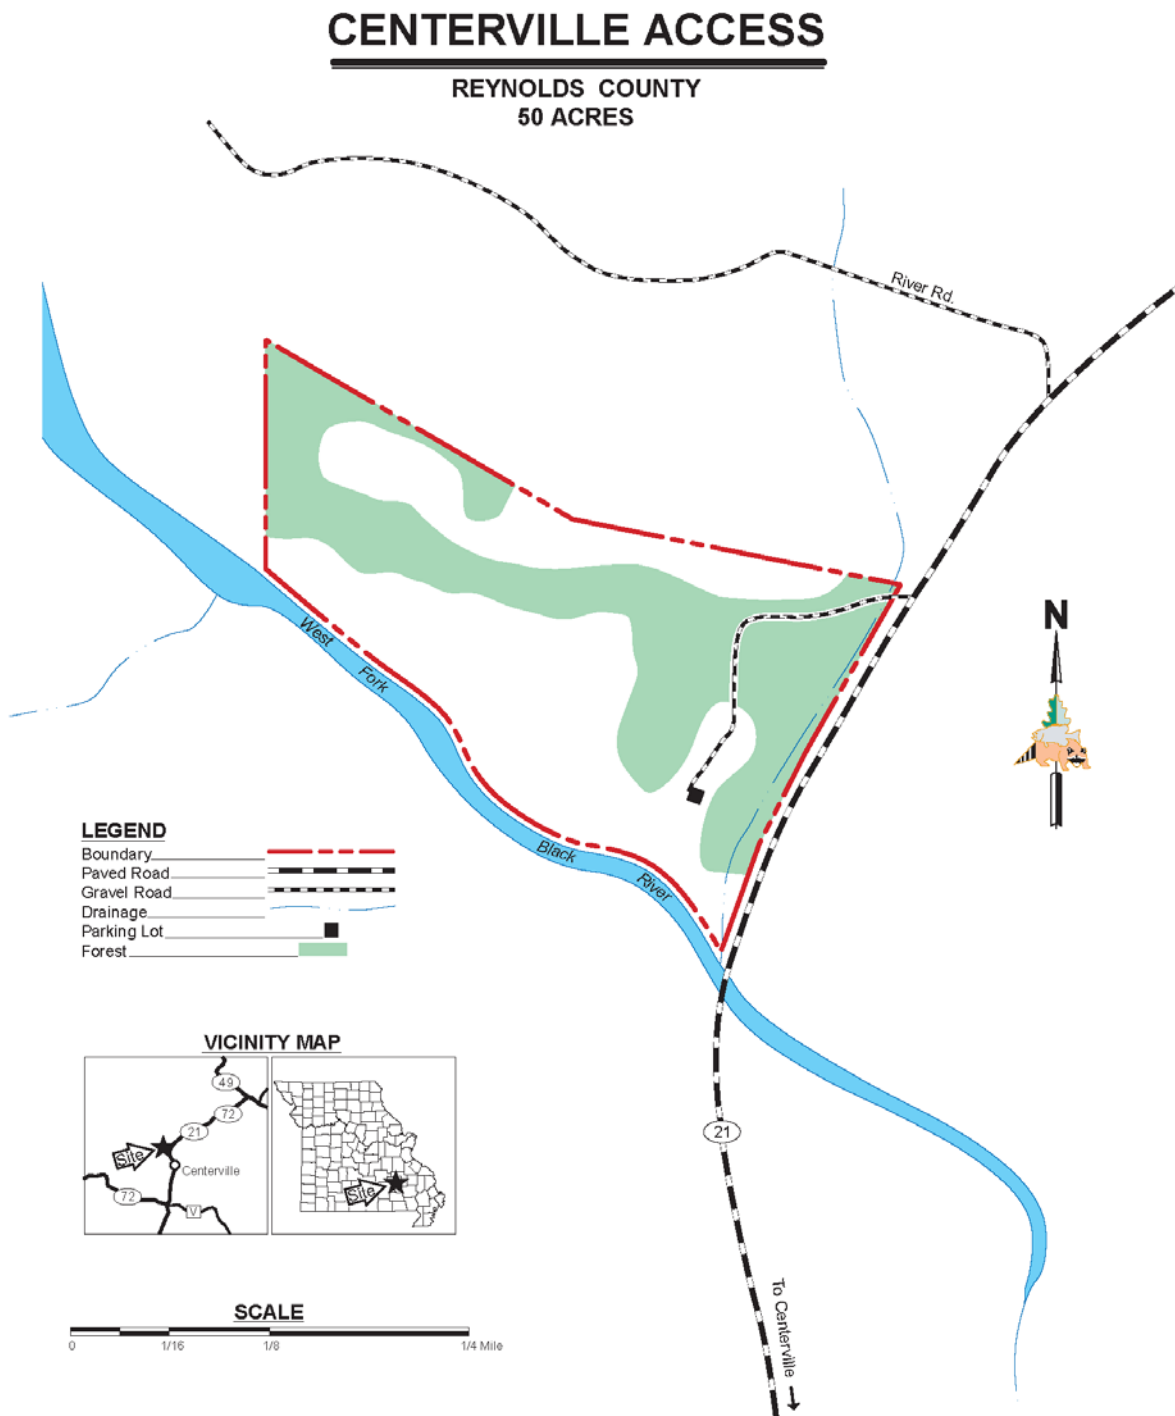 CENTERVILLE ACCESS
REYNOLDS COUNTY
50 ACRES
River Rd.
N
West
Fork
Black
River
LEGEND
Boundary
Paved Road
Gravel Road
Drainage
Parking Lot
Forest
VICINITY MAP
49
72
21
Site
Centerville
72
V
Site
21
To Centerville
SCALE
0 1/16 1/8 1/4 Mile